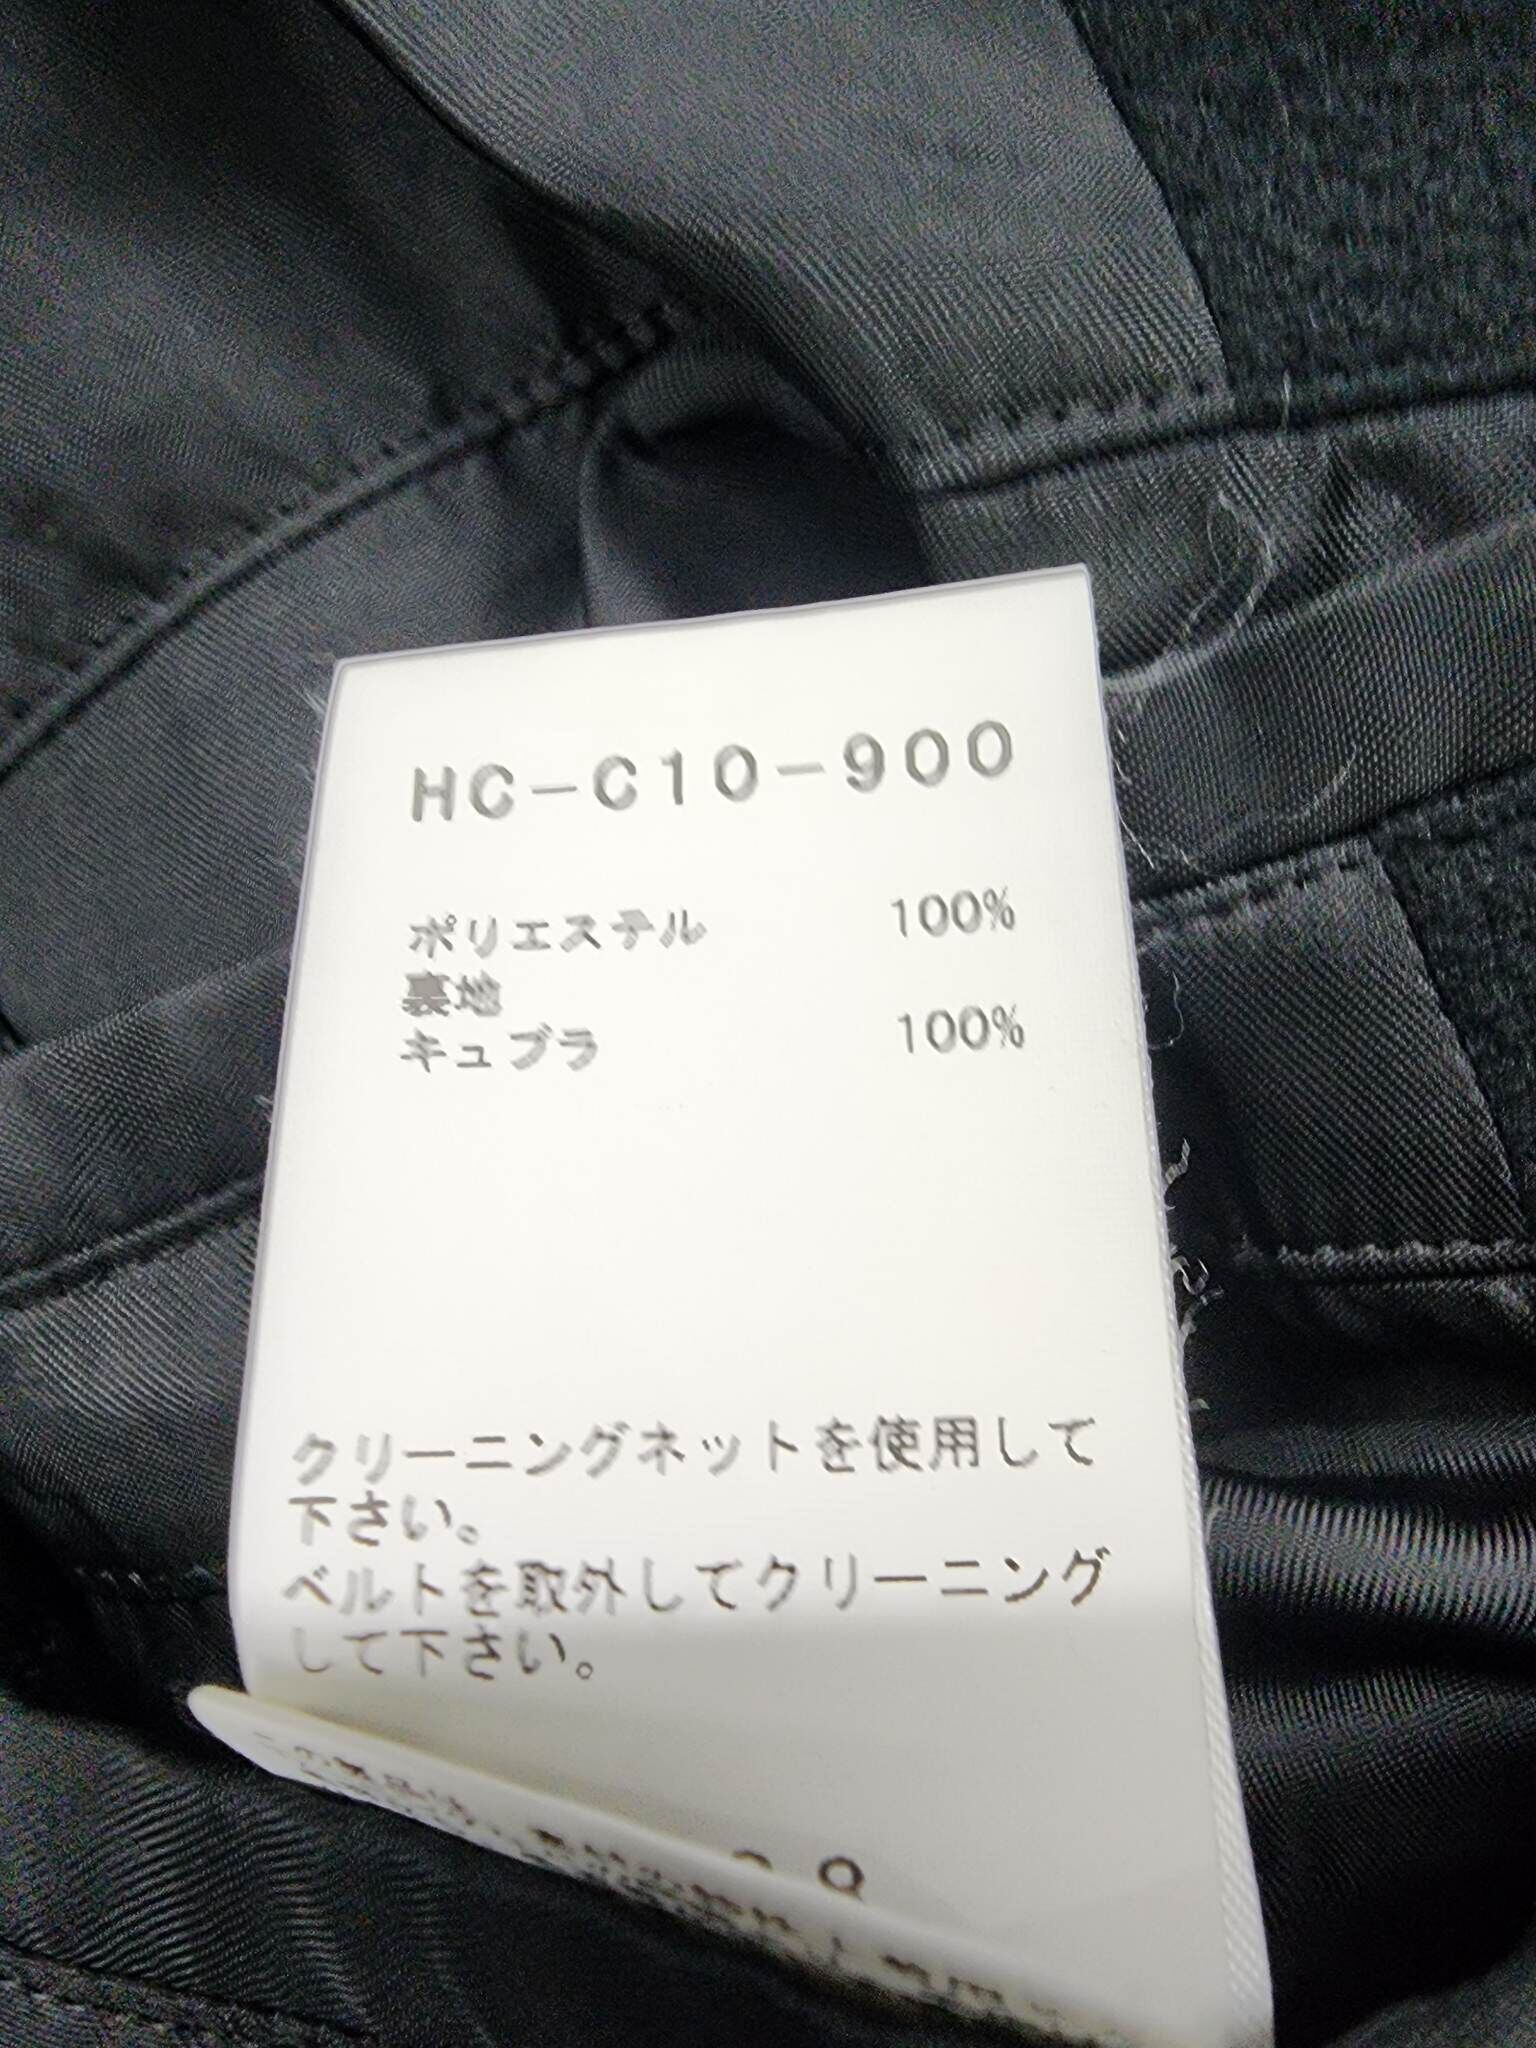 HC-C10-900
ポリエステル 100%
裏地
キュプラ 100%
クリーニングネットを使用して
下さい。
ベルトを取外してクリーニング
して下さい。